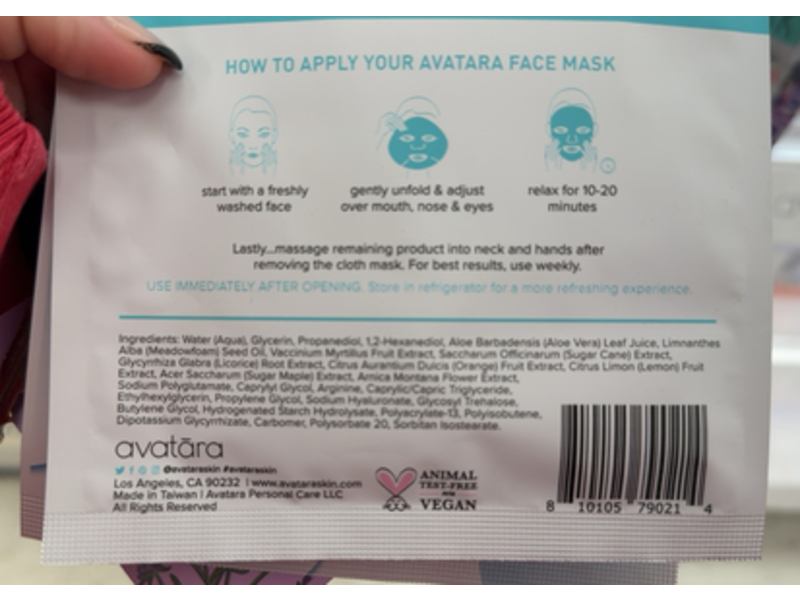 HOW TO APPLY YOUR AVATARA FACE MASK
start with a freshly
washed face
gently unfold & adjust
over mouth, nose & eyes
relax for 10-20
minutes
Lastly...massage remaining product into neck and hands after
removing the cloth mask. For best results, use weekly.
USE IMMEDIATELY AFTER OPENING. Store in refrigerator for a more refreshing experience.
Ingredients: Water (Aqua), Glycerin, Propanediol, 1,2-Hexanediol, Aloe Barbadensis (Aloe Vera) Leaf Juice, Limnanthes
Alba (Meadowfoam) Seed Oil, Vaccinium Myrtillus Fruit Extract, Saccharum Officinarum (Sugar Cane) Extract,
Glycyrrhiza Glabra (Licorice) Root Extract, Citrus Aurantium Dulcis (Orange) Fruit Extract, Citrus Limon (Lemon) Fruit
Extract, Acer Saccharum (Sugar Maple) Extract, Arnica Montana Flower Extract,
Sodium Polyglutamate, Caprylyl Glycol, Arginine, Caprylic/Capric Triglyceride,
Ethylhexylglycerin, Propylene Glycol, Sodium Hyaluronate, Glycosyl Trehalose,
Butylene Glycol, Hydrogenated Starch Hydrolysate, Polyacrylate-13, Polyisobutene,
Dipotassium Glycyrrhizate, Carbomer, Polysorbate 20, Sorbitan Isostearate.
avatāra
@avataraskin #avataraskin
Los Angeles, CA 90232 | www.avataraskin.com
Made in Taiwan | Avatara Personal Care LLC
All Rights Reserved
ANIMAL
TEST-FREE
VEGAN
8 10105 79021 4